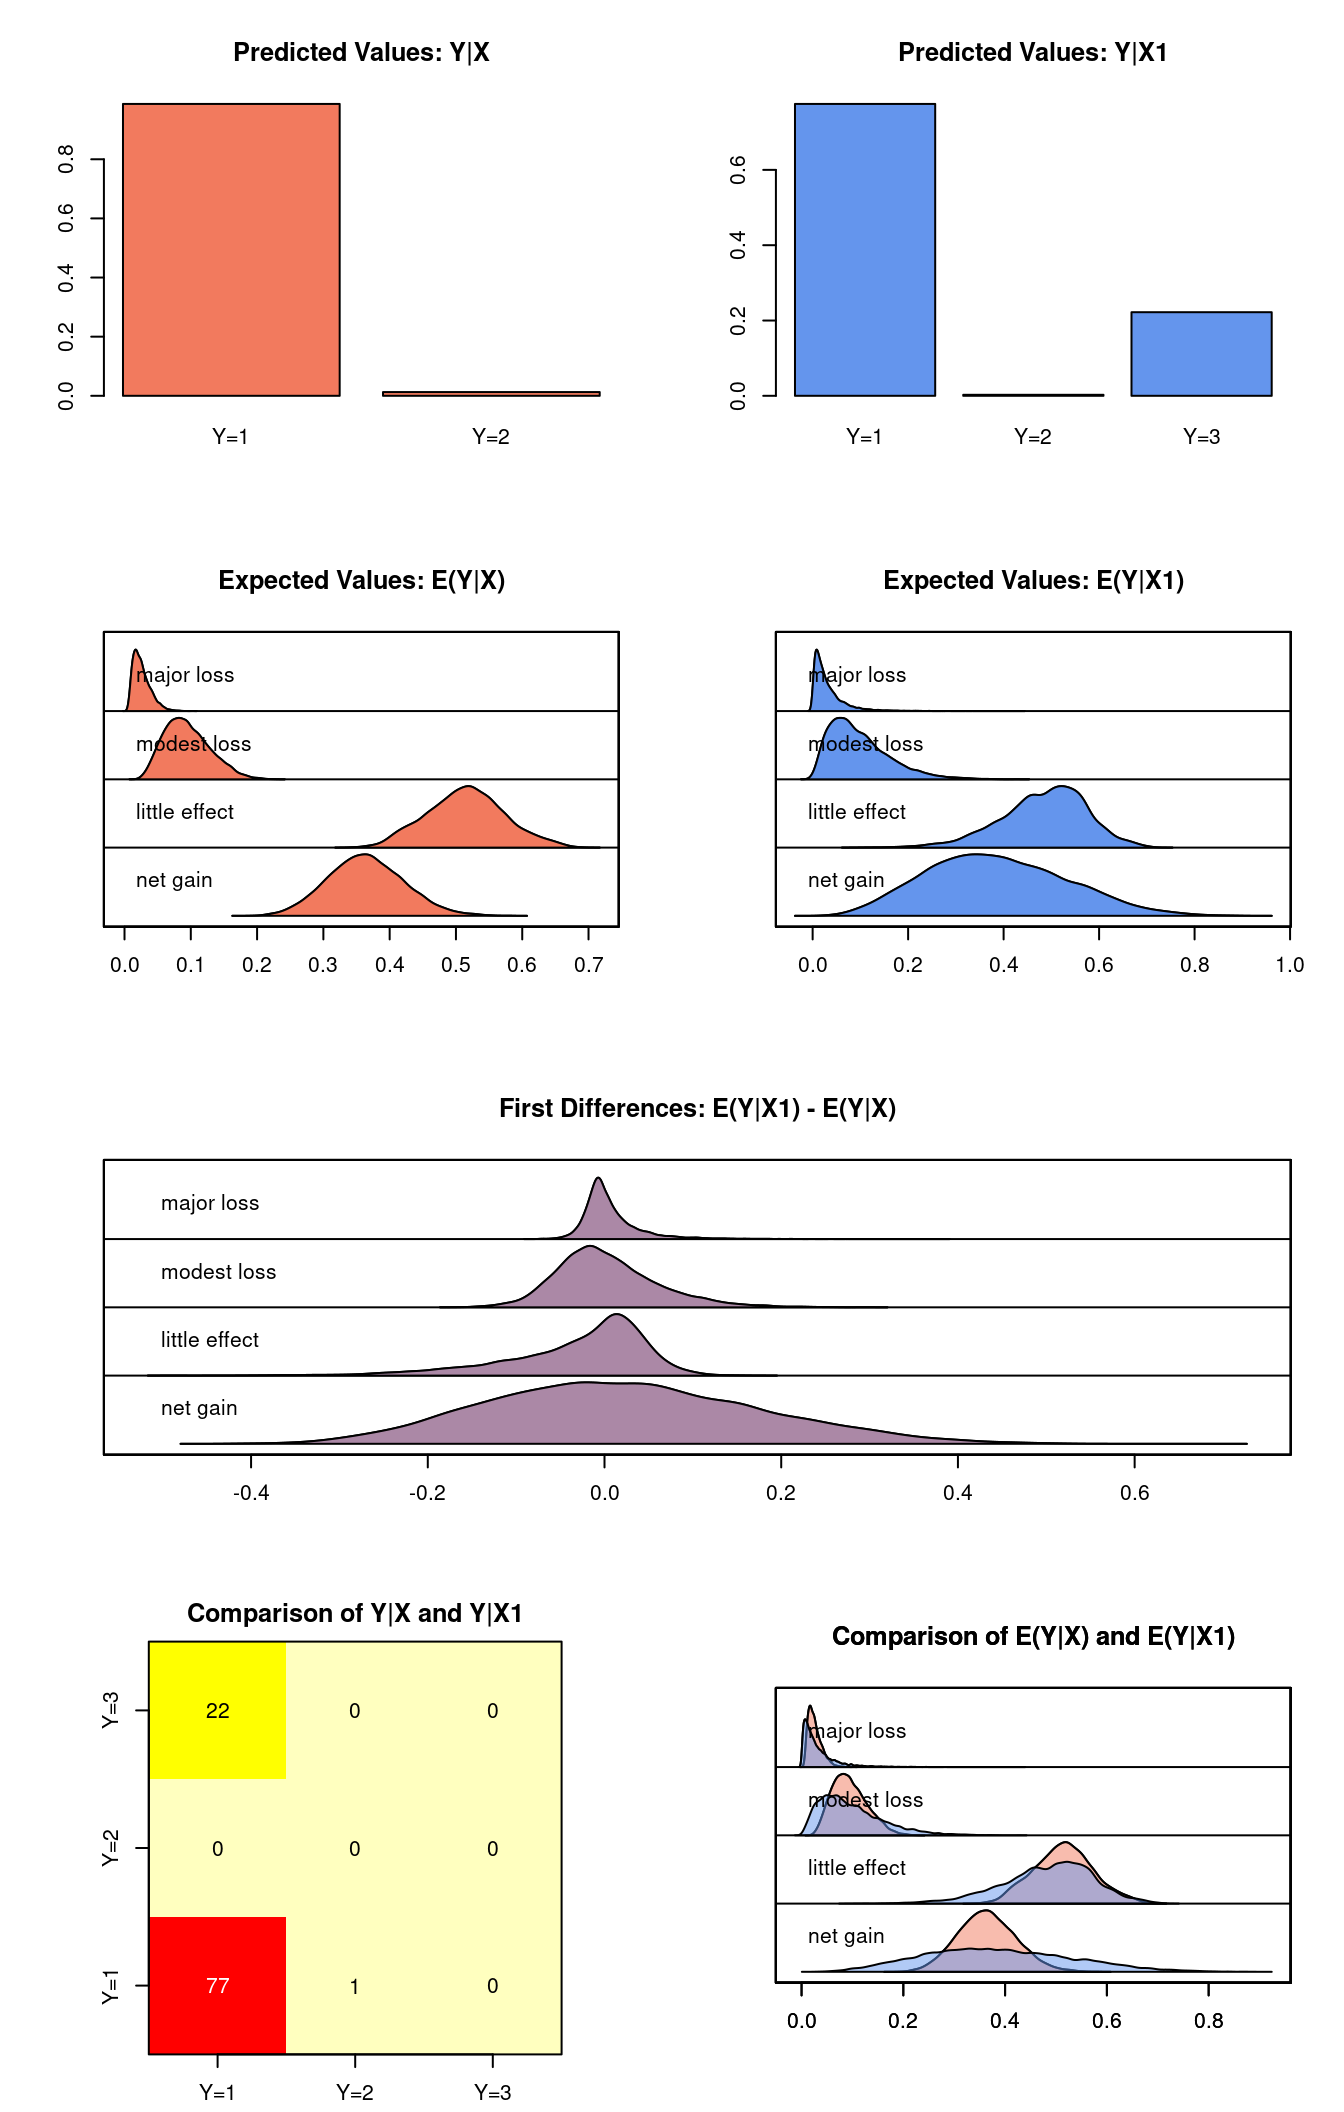 Predicted Values: Y|X
0.8
0.6
0.4
0.2
0.0
Y=1 Y=2
Predicted Values: Y|X1
0.6
0.4
0.2
0.0
Y=1 Y=2 Y=3
Expected Values: E(Y|X)
major loss
modest loss
little effect
net gain
0.0 0.1 0.2 0.3 0.4 0.5 0.6 0.7
Expected Values: E(Y|X1)
major loss
modest loss
little effect
net gain
0.0 0.2 0.4 0.6 0.8 1.0
First Differences: E(Y|X1) - E(Y|X)
major loss
modest loss
little effect
net gain
-0.4 -0.2 0.0 0.2 0.4 0.6
Comparison of Y|X and Y|X1
Y=3 22 0 0
Y=2 0 0 0
Y=1 77 1 0
Y=1 Y=2 Y=3
Comparison of E(Y|X) and E(Y|X1)
major loss
modest loss
little effect
net gain
0.0 0.2 0.4 0.6 0.8